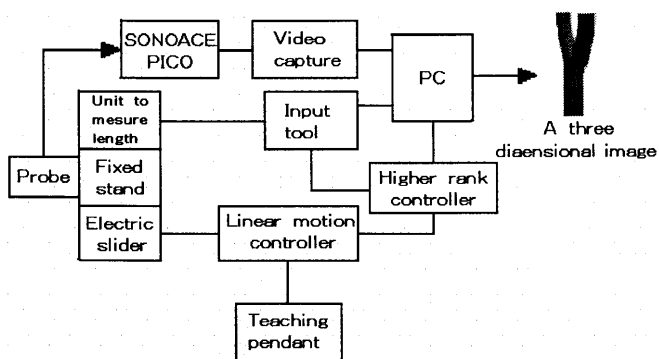 SONOACE
PICO
Video
capture
PC
Unit to
mesure
length
Input
tool
A three
diaensional image
Probe
Fixed
stand
Higher rank
controller
Electric
slider
Linear motion
controller
Teaching
pendant